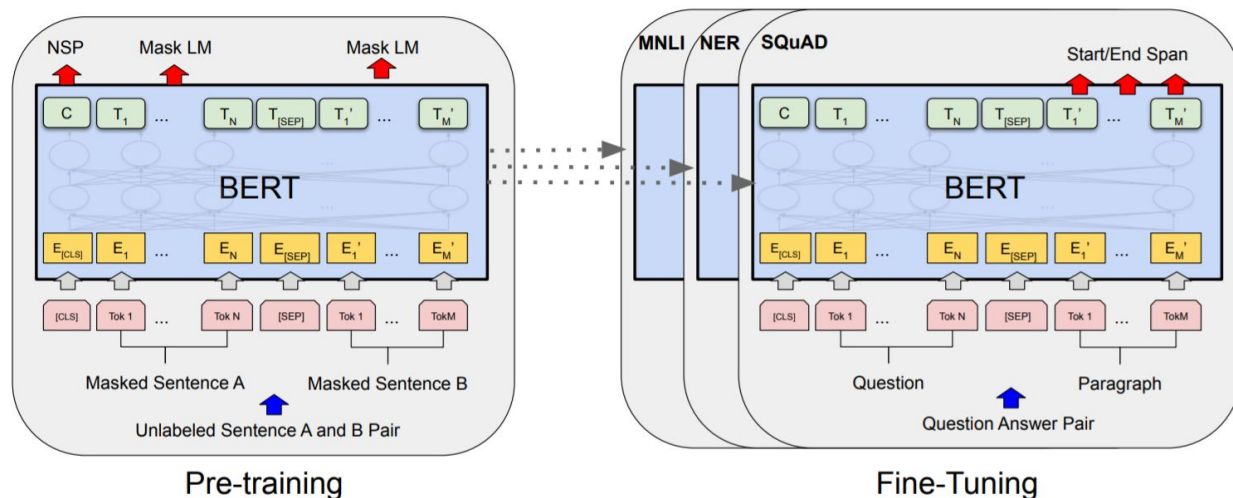 NSP Mask LM Mask LM
C T1 ... TN T[SEP] T1' ... TM'
...
...
BERT
E[CLS] E1 ... EN E[SEP] E1' ... EM'
[CLS] Tok 1 ... Tok N [SEP] Tok 1 ... TokM
Masked Sentence A Masked Sentence B
Unlabeled Sentence A and B Pair
Pre-training
MNLI NER SQuAD
Start/End Span
C T1 ... TN T[SEP] T1' ... TM'
...
...
BERT
E[CLS] E1 ... EN E[SEP] E1' ... EM'
[CLS] Tok 1 ... Tok N [SEP] Tok 1 ... TokM
Question Paragraph
Question Answer Pair
Fine-Tuning